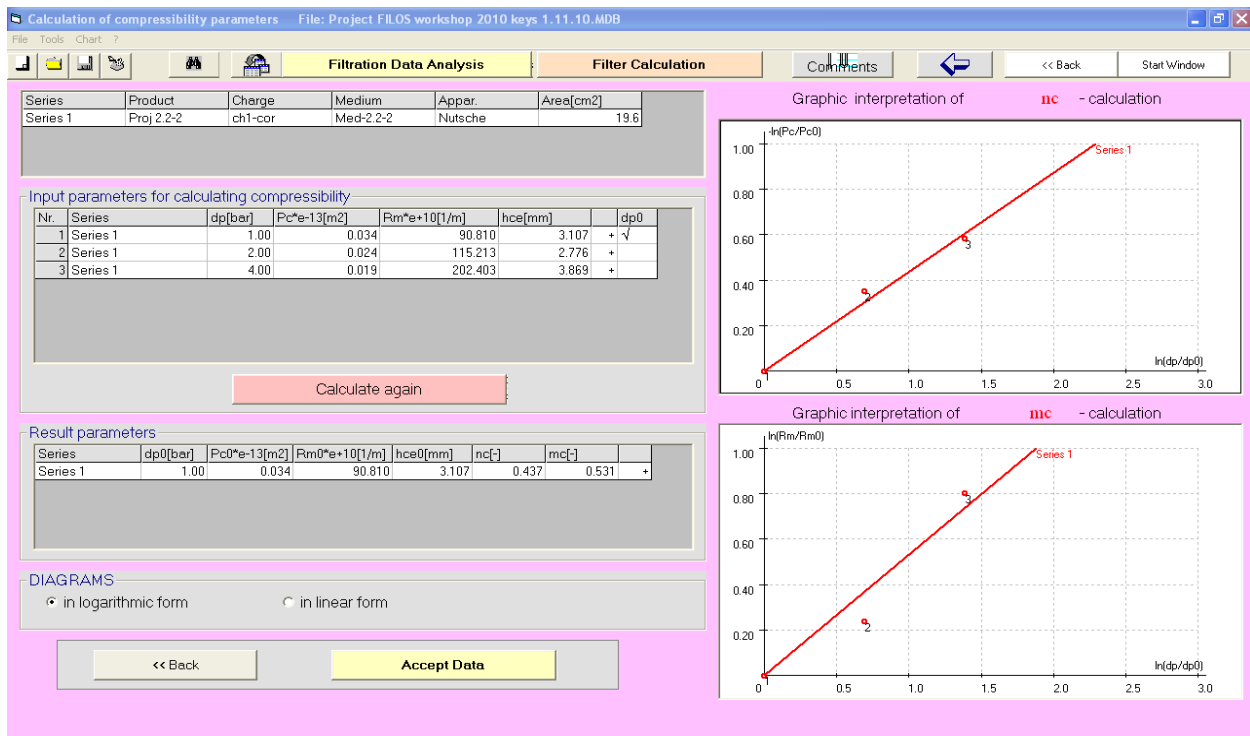 Calculation of compressibility parameters File: Project FILOS workshop 2010 keys 1.11.10.MDB
File Tools Chart ?
Filtration Data Analysis
Filter Calculation
Comments
<< Back
Start Window
Series Product Charge Medium Appar. Area[cm2]
Series 1 Proj 2.2-2 ch1-cor Med-2.2-2 Nutsche 19.6
Input parameters for calculating compressibility
Nr. Series dp[bar] Pc*e-13[m2] Rm*e+10[1/m] hce[mm] dp0
1 Series 1 1.00 0.034 90.810 3.107 + √
2 Series 1 2.00 0.024 115.213 2.776 +
3 Series 1 4.00 0.019 202.403 3.869 +
Calculate again
Result parameters
Series dp0[bar] Pc0*e-13[m2] Rm0*e+10[1/m] hce0[mm] nc[-] mc[-]
Series 1 1.00 0.034 90.810 3.107 0.437 0.531 +
DIAGRAMS
in logarithmic form
in linear form
<< Back
Accept Data
Graphic interpretation of nc - calculation
-ln(Pc/Pc0)
1.00
Series 1
0.80
0.60
3
0.40
2
0.20
ln(dp/dp0)
0 0.5 1.0 1.5 2.0 2.5 3.0
Graphic interpretation of mc - calculation
ln(Rm/Rm0)
1.00
Series 1
0.80
3
0.60
0.40
0.20
2
ln(dp/dp0)
0 0.5 1.0 1.5 2.0 2.5 3.0